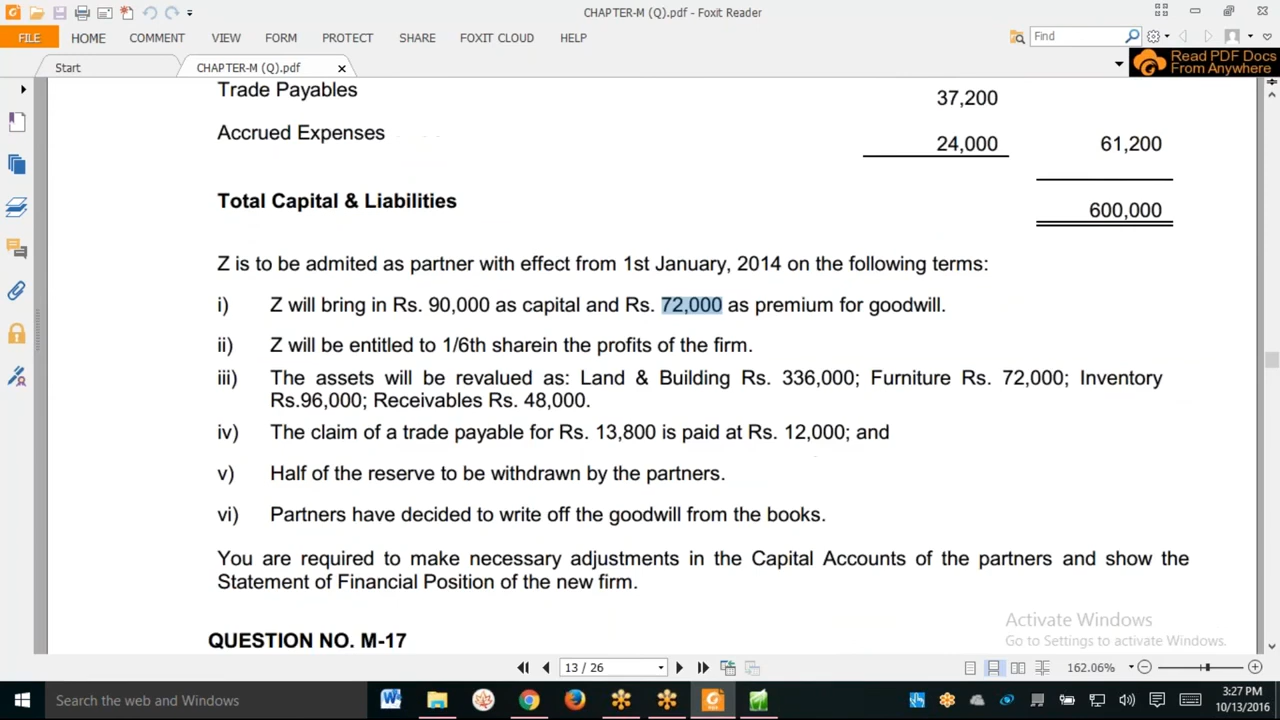 CHAPTER-M (Q).pdf - Foxit Reader
FILE HOME COMMENT VIEW FORM PROTECT SHARE FOXIT CLOUD HELP
Find
Start CHAPTER-M (Q).pdf
Read PDF Docs
From Anywhere
Trade Payables 37,200
Accrued Expenses 24,000 61,200
Total Capital & Liabilities 600,000
Z is to be admited as partner with effect from 1st January, 2014 on the following terms:
i) Z will bring in Rs. 90,000 as capital and Rs. 72,000 as premium for goodwill.
ii) Z will be entitled to 1/6th sharein the profits of the firm.
iii) The assets will be revalued as: Land & Building Rs. 336,000; Furniture Rs. 72,000; Inventory
Rs.96,000; Receivables Rs. 48,000.
iv) The claim of a trade payable for Rs. 13,800 is paid at Rs. 12,000; and
v) Half of the reserve to be withdrawn by the partners.
vi) Partners have decided to write off the goodwill from the books.
You are required to make necessary adjustments in the Capital Accounts of the partners and show the
Statement of Financial Position of the new firm.
Activate Windows
Go to Settings to activate Windows.
QUESTION NO. M-17
13 / 26 162.06%
Search the web and Windows
3:27 PM
10/13/2016